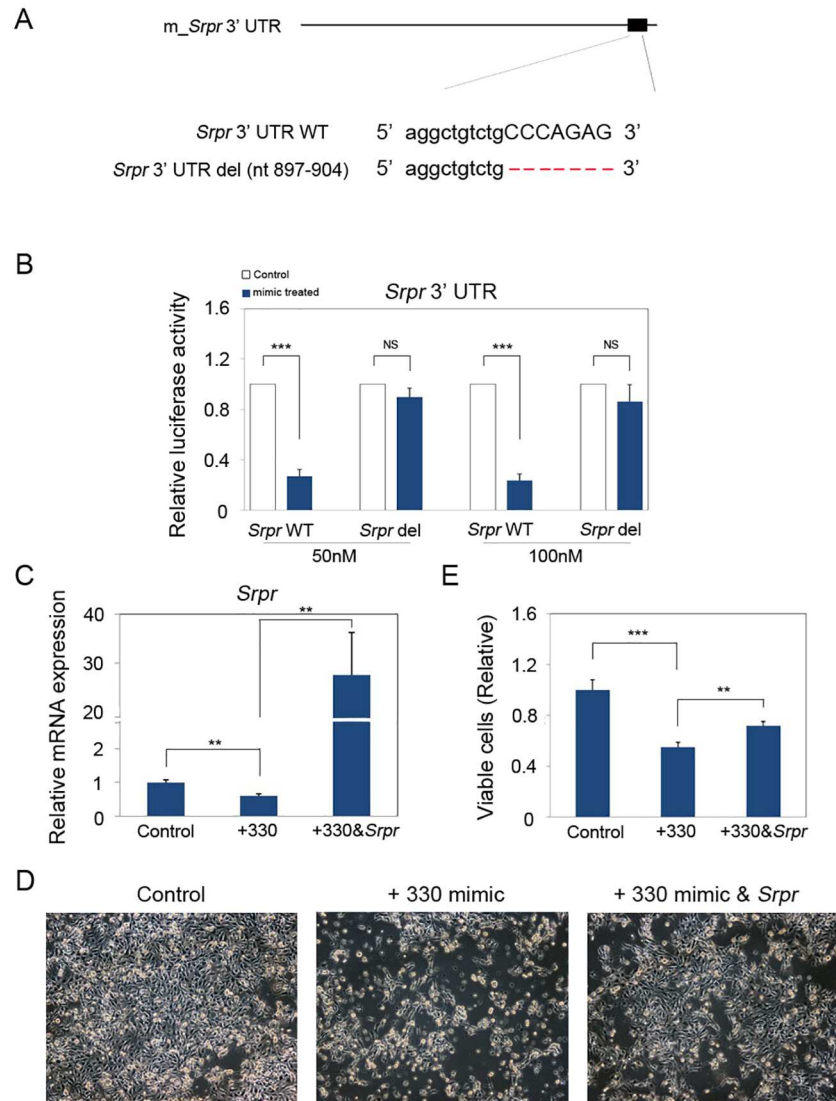 A
m_Srpr 3’ UTR
Srpr 3’ UTR WT 5’ aggctgtctgCCCAGAG 3’
Srpr 3’ UTR del (nt 897-904) 5’ aggctgtctg – – – – – – – 3’
B
Control
mimic treated
Srpr 3’ UTR
Relative luciferase activity
1.6
1.2
0.8
0.4
0
*** NS *** NS
Srpr WT Srpr del Srpr WT Srpr del
50nM 100nM
C
Srpr
Relative mRNA expression
40
30
20
2
1
0
**
**
Control +330 +330&Srpr
E
Viable cells (Relative)
1.6
1.2
0.8
0.4
0
***
**
Control +330 +330&Srpr
D
Control + 330 mimic + 330 mimic & Srpr